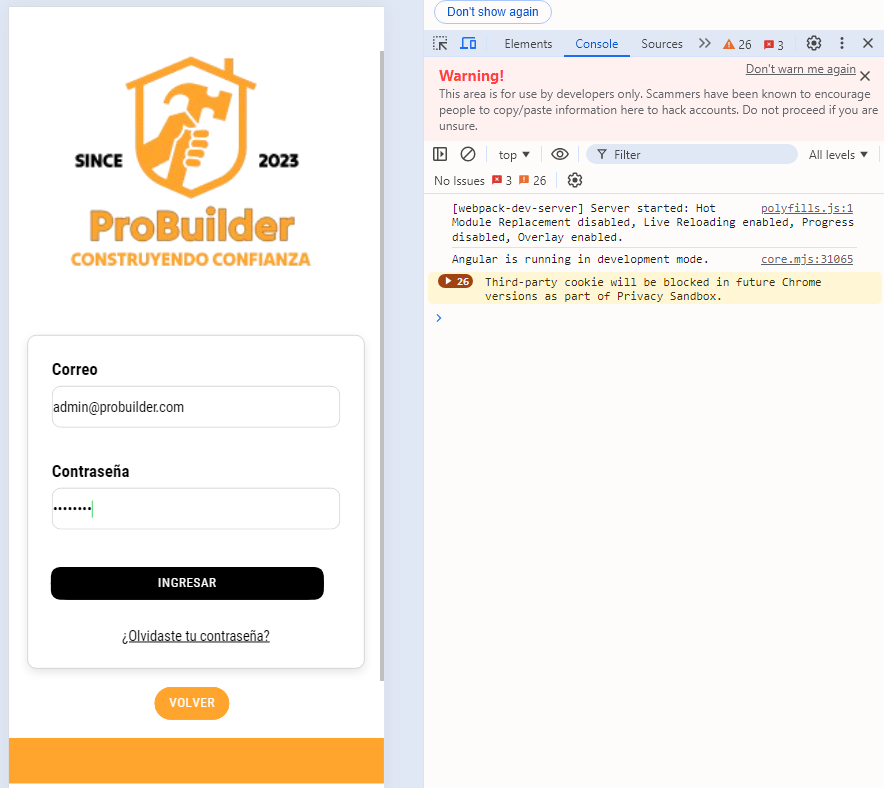 SINCE 2023
ProBuilder
CONSTRUYENDO CONFIANZA
Correo
admin@probuilder.com
Contraseña
••••••••
INGRESAR
¿Olvidaste tu contraseña?
VOLVER
Don't show again
Elements Console Sources 26 3
Warning! Don't warn me again
This area is for use by developers only. Scammers have been known to encourage
people to copy/paste information here to hack accounts. Do not proceed if you are
unsure.
top Filter All levels
No Issues 3 26
[webpack-dev-server] Server started: Hot polyfills.js:1
Module Replacement disabled, Live Reloading enabled, Progress
disabled, Overlay enabled.
Angular is running in development mode. core.mjs:31065
26 Third-party cookie will be blocked in future Chrome
versions as part of Privacy Sandbox.